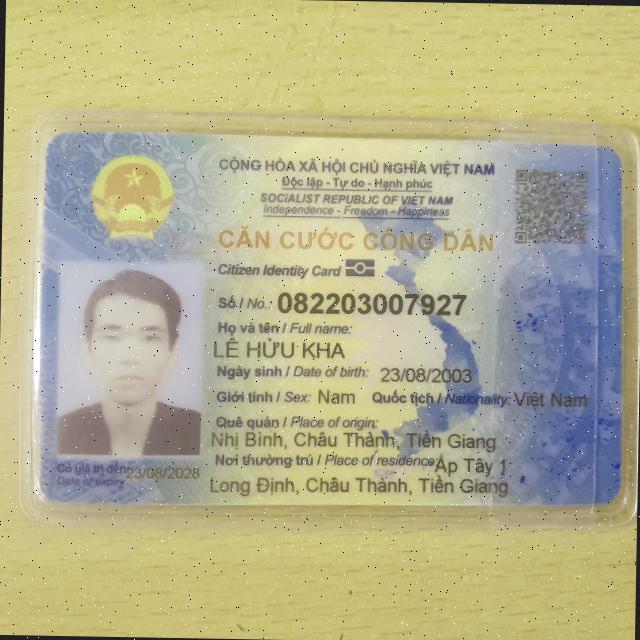 CỘNG HÒA XÃ HỘI CHỦ NGHĨA VIỆT NAM
Độc lập - Tự do - Hạnh phúc
SOCIALIST REPUBLIC OF VIET NAM
Independence - Freedom - Happiness
CĂN CƯỚC CÔNG DÂN
Citizen Identity Card
Số / No.: 082203007927
Họ và tên / Full name:
LÊ HỮU KHA
Ngày sinh / Date of birth: 23/08/2003
Giới tính / Sex: Nam Quốc tịch / Nationality: Việt Nam
Quê quán / Place of origin:
Nhị Bình, Châu Thành, Tiền Giang
Nơi thường trú / Place of residence: Ấp Tây 1
Long Định, Châu Thành, Tiền Giang
Có giá trị đến: 23/08/2028
Date of expiry